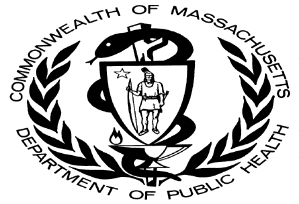 COMMONWEALTH OF MASSACHUSETTS
DEPARTMENT OF PUBLIC HEALTH